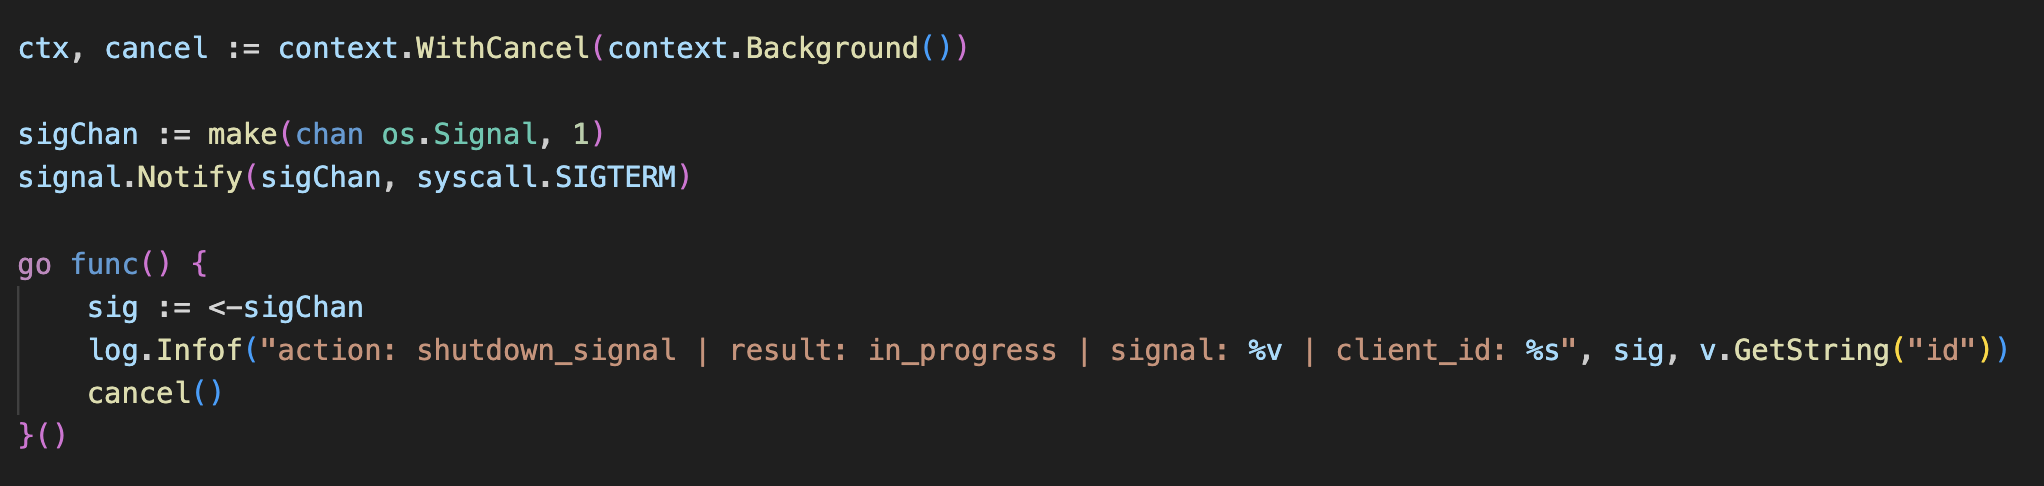 ctx, cancel := context.WithCancel(context.Background())
sigChan := make(chan os.Signal, 1)
signal.Notify(sigChan, syscall.SIGTERM)
go func() {
    sig := <-sigChan
    log.Infof("action: shutdown_signal | result: in_progress | signal: %v | client_id: %s", sig, v.GetString("id"))
    cancel()
}()